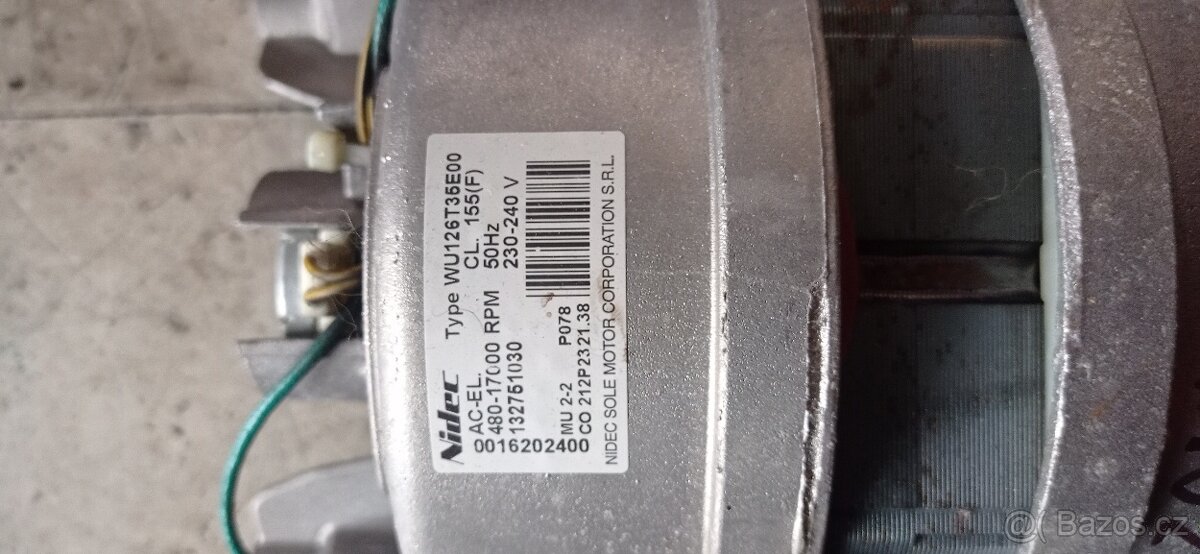 Nidec Type WU126T35E00
AC-EL. CL. 155(F)
480-17000 RPM 50Hz
132751030 230-240 V
0016202400
MU 2-2 P078
CO 212P2321.38
NIDEC SOLE MOTOR CORPORATION S.R.L.
Bazos.cz